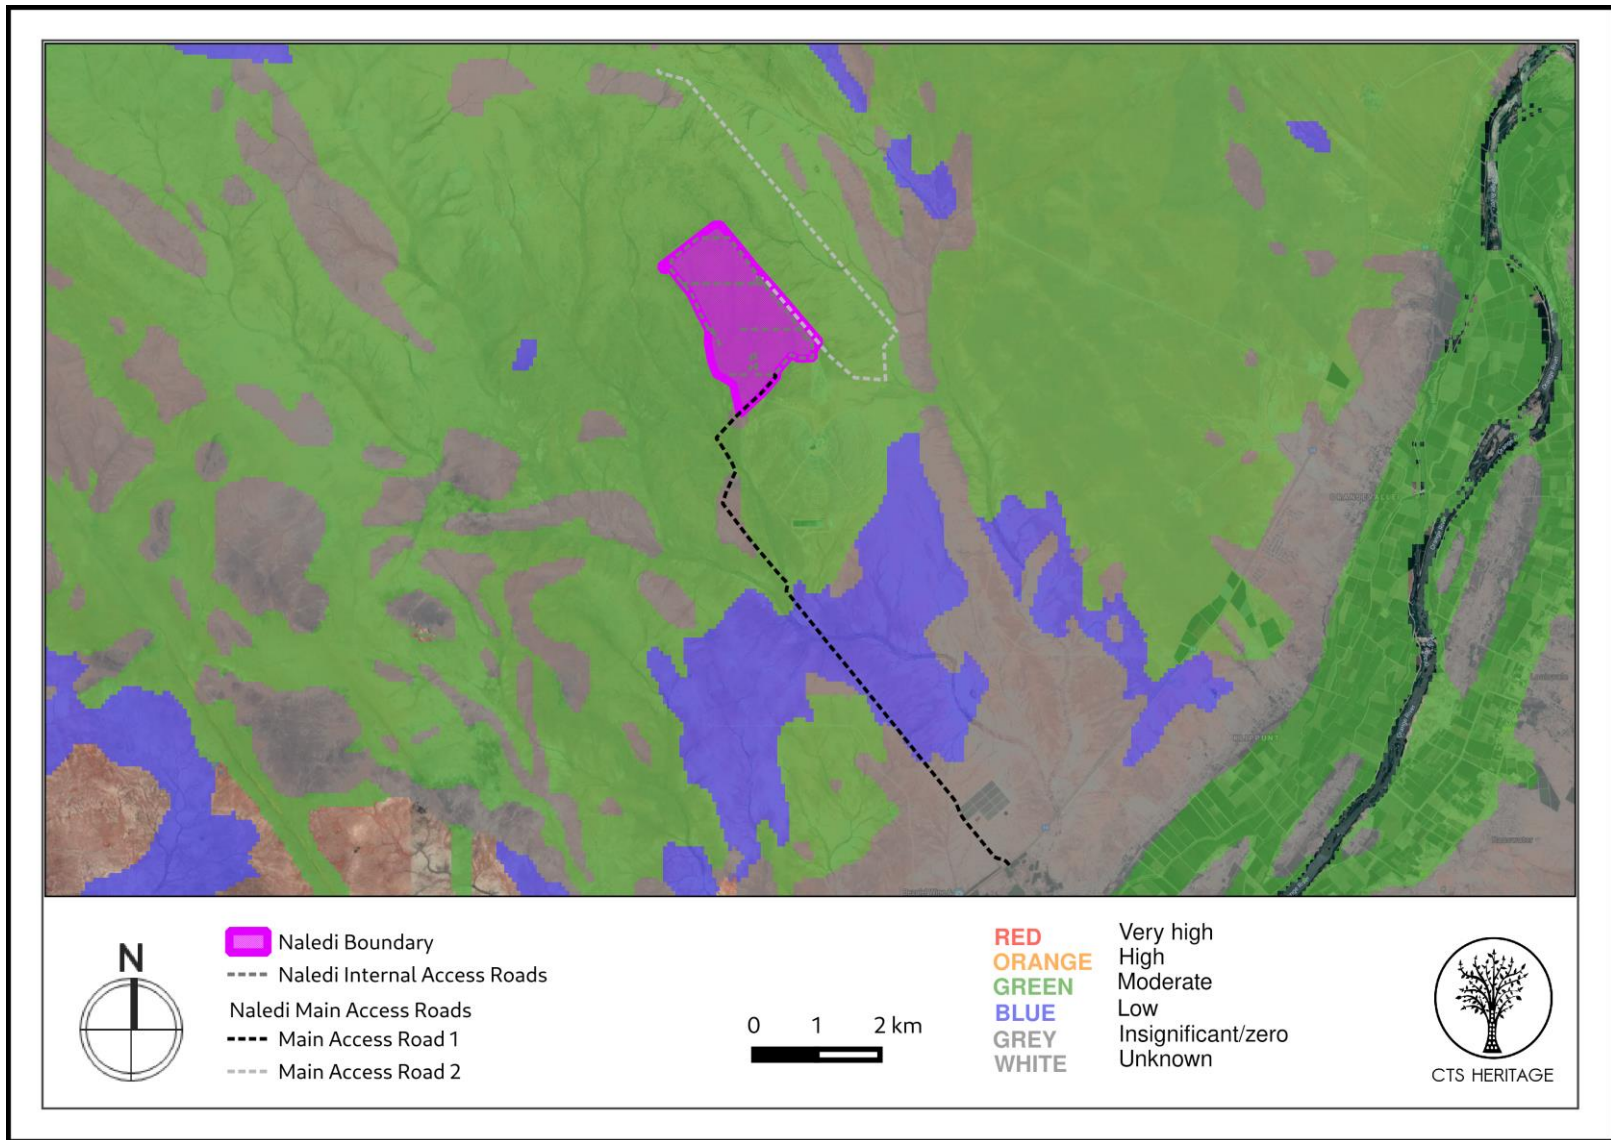 N
Naledi Boundary
Naledi Internal Access Roads
Naledi Main Access Roads
Main Access Road 1
Main Access Road 2
0 1 2 km
RED Very high
ORANGE High
GREEN Moderate
BLUE Low
GREY Insignificant/zero
WHITE Unknown
CTS HERITAGE